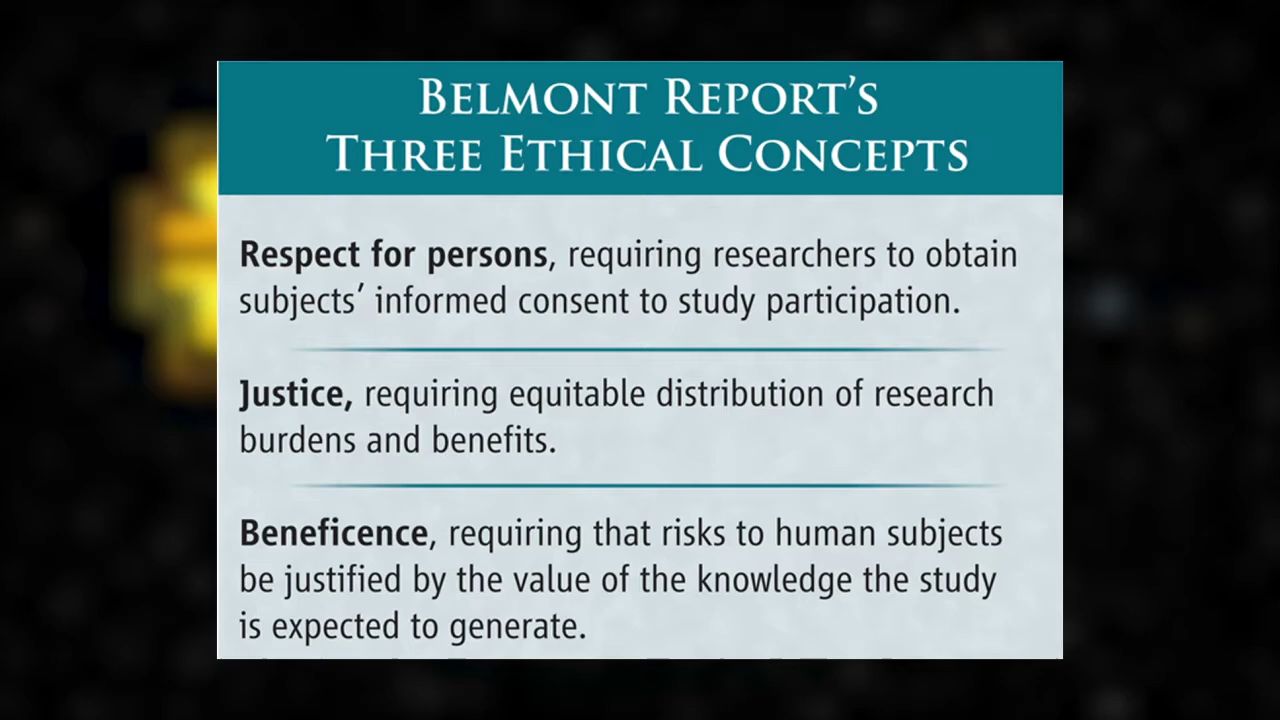 BELMONT REPORT'S
THREE ETHICAL CONCEPTS
Respect for persons, requiring researchers to obtain
subjects' informed consent to study participation.
Justice, requiring equitable distribution of research
burdens and benefits.
Beneficence, requiring that risks to human subjects
be justified by the value of the knowledge the study
is expected to generate.